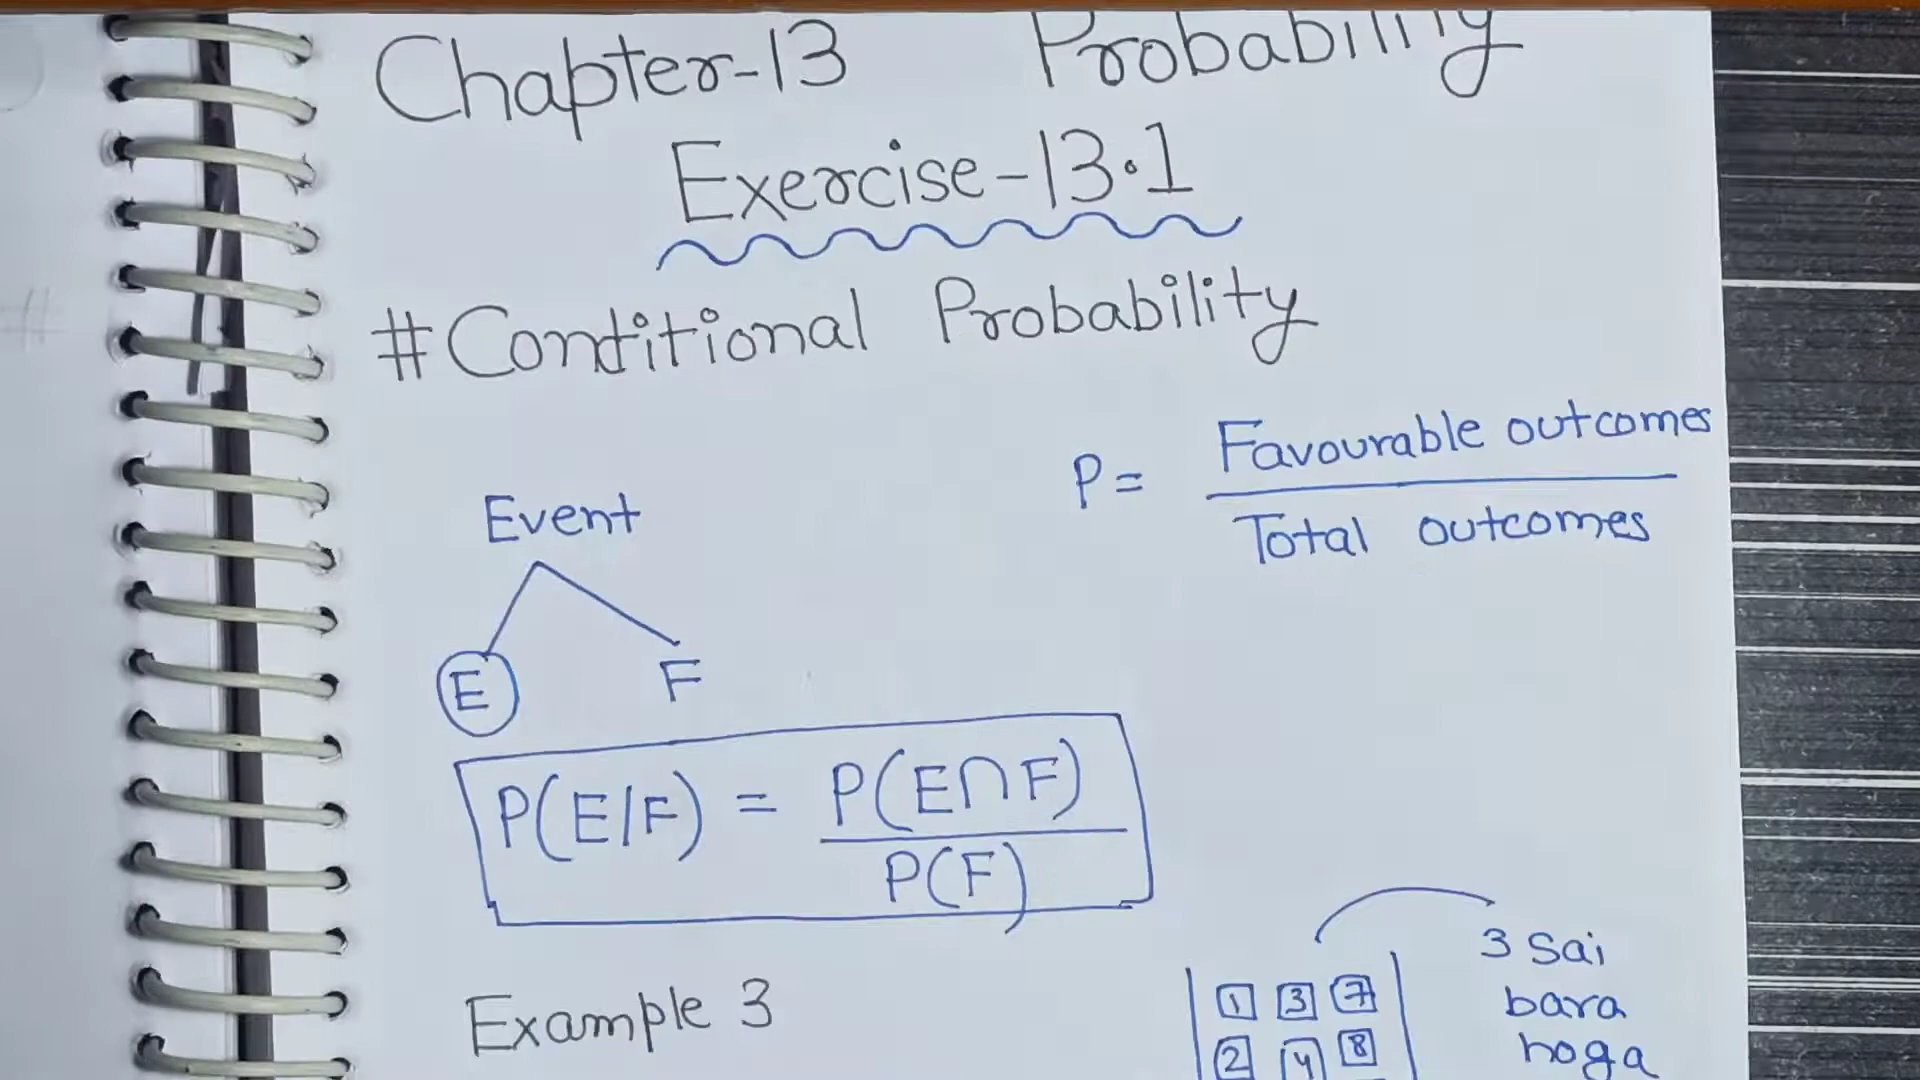 Chapter-13 Probability
Exercise-13.1
#Conditional Probability
P = Favourable outcomes
Total outcomes
Event
E F
P(E/F) = P(E∩F)
P(F)
Example 3
3 Sai
bara
hoga
1 3 7
2 4 8